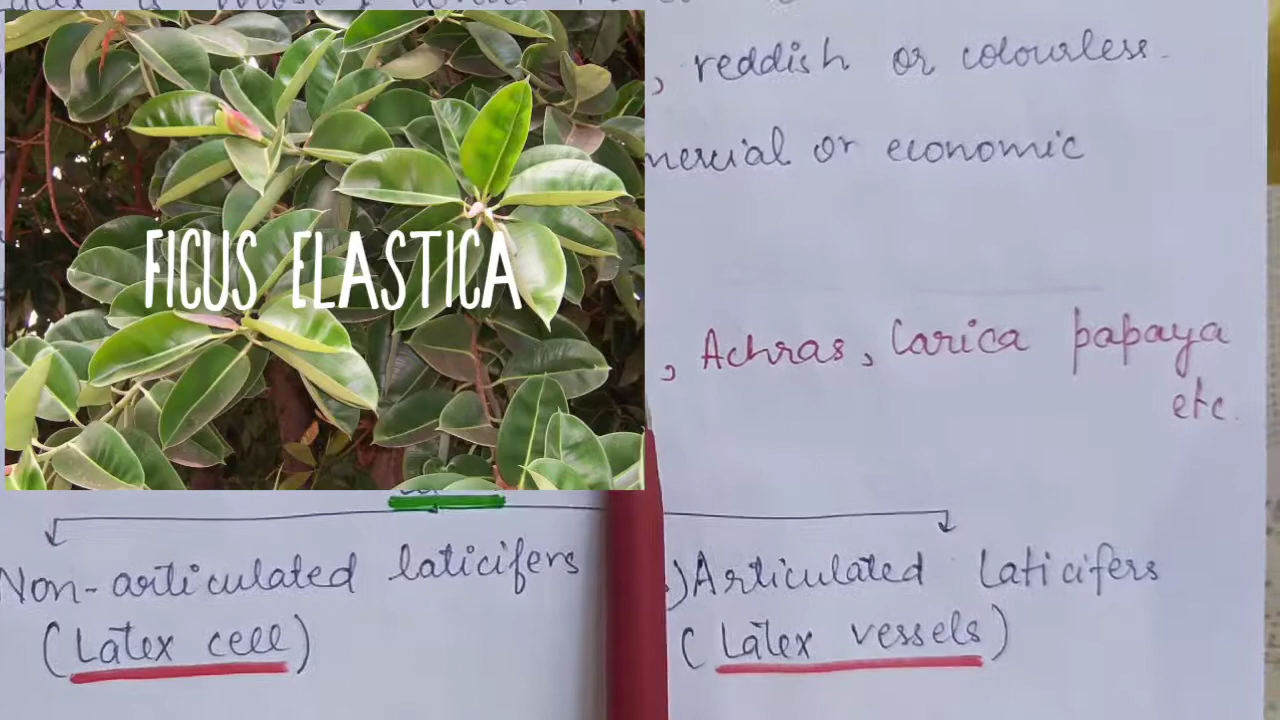 , reddish or colourless.
mercial or economic
FICUS ELASTICA
, Achras, Carica papaya
etc.
Non-articulated laticifers
)Articulated Laticifers
(Latex cell)
(Latex vessels)